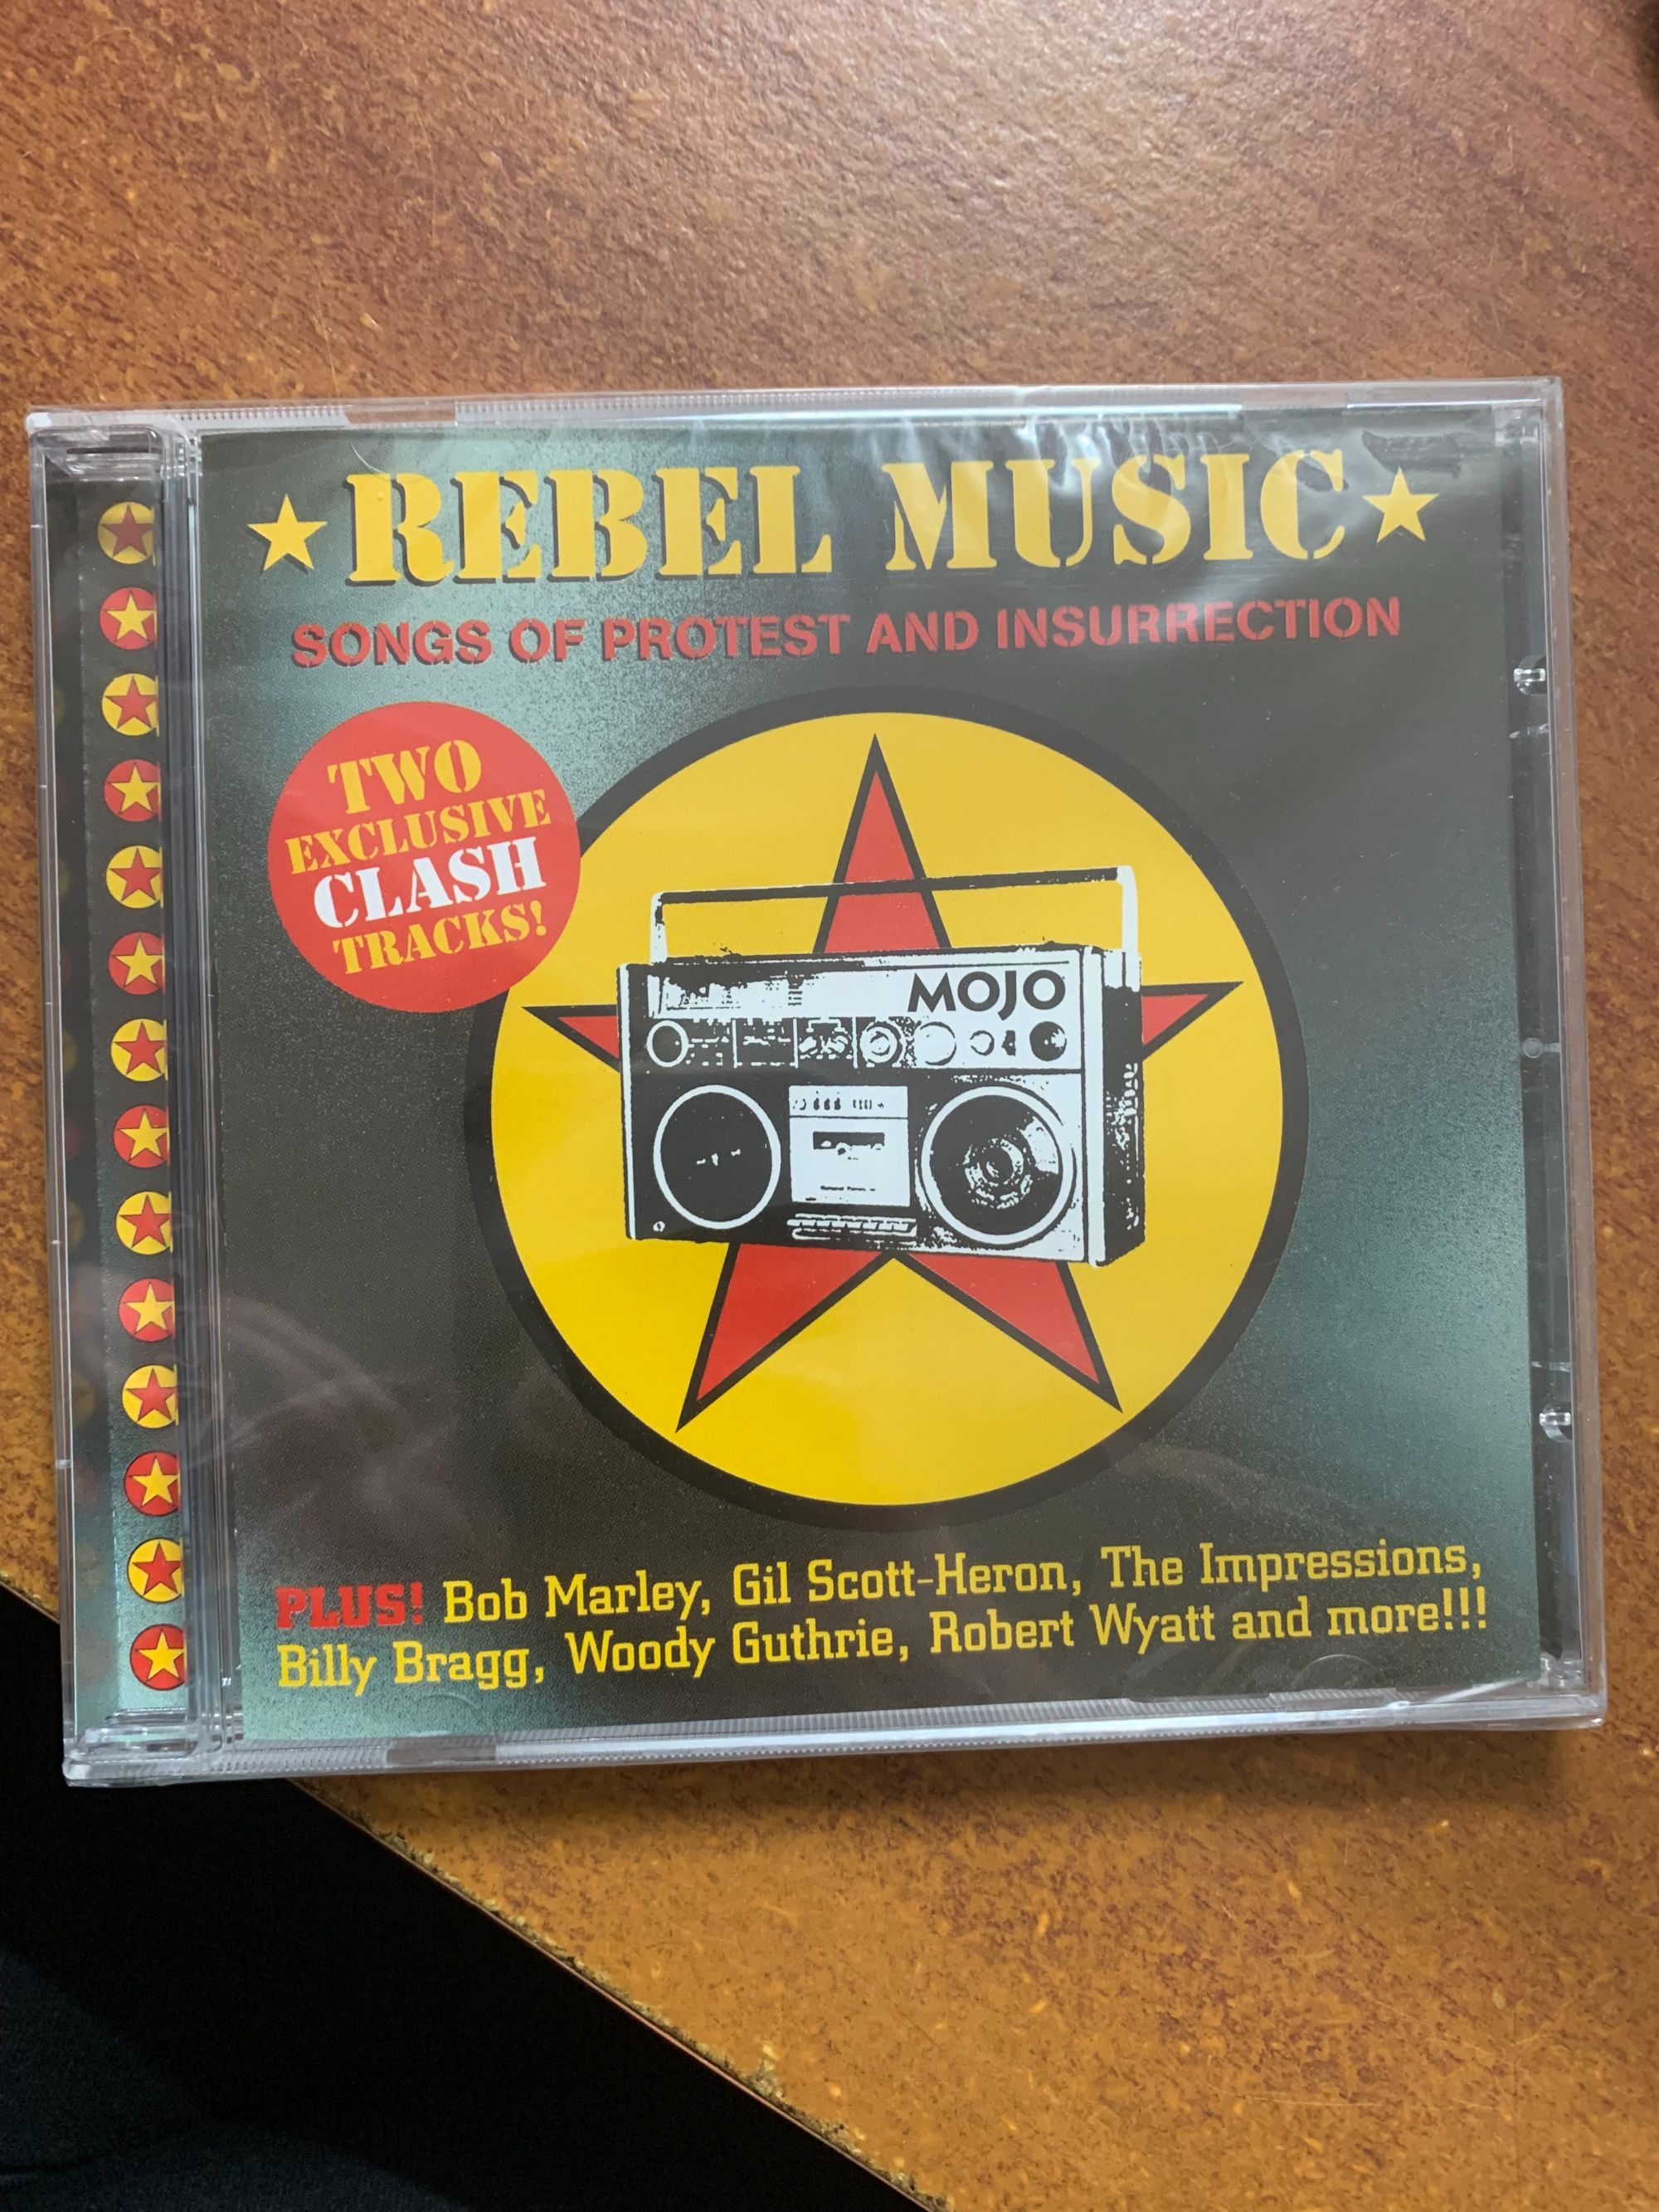 ★ REBEL MUSIC ★
SONGS OF PROTEST AND INSURRECTION
TWO
EXCLUSIVE
CLASH
TRACKS!
MOJO
PLUS! Bob Marley, Gil Scott-Heron, The Impressions,
Billy Bragg, Woody Guthrie, Robert Wyatt and more!!!